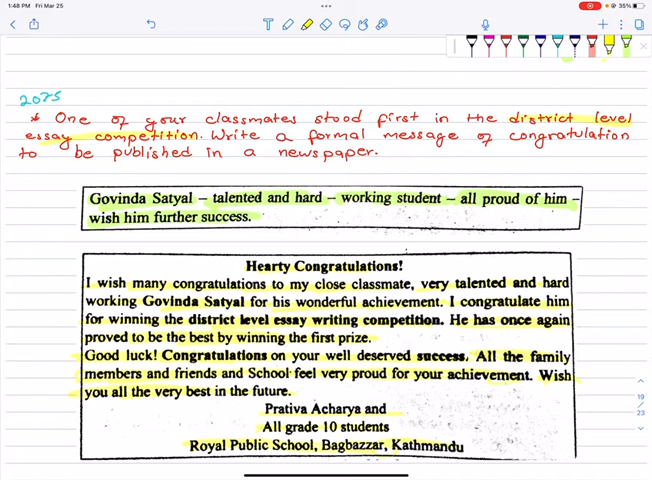 1:48 PM Fri Mar 25
35%
T
2075
* One of your classmates stood first in the district level
essay competition. Write a formal message of congratulation
to be published in a newspaper.
Govinda Satyal – talented and hard – working student – all proud of him –
wish him further success.
Hearty Congratulations!
I wish many congratulations to my close classmate, very talented and hard
working Govinda Satyal for his wonderful achievement. I congratulate him
for winning the district level essay writing competition. He has once again
proved to be the best by winning the first prize.
Good luck! Congratulations on your well deserved success. All the family
members and friends and School feel very proud for your achievement. Wish
you all the very best in the future.
Prativa Acharya and
All grade 10 students
Royal Public School, Bagbazzar, Kathmandu
19
/
23